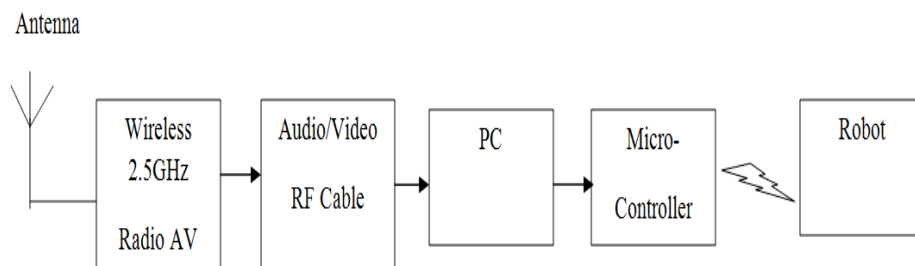 Antenna
Wireless
2.5GHz
Radio AV
Audio/Video
RF Cable
PC
Micro-
Controller
Robot